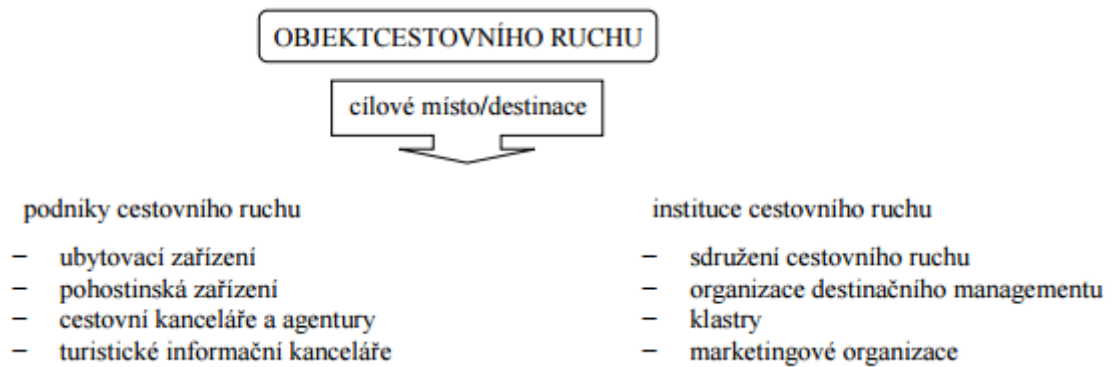 OBJEKTCESTOVNÍHO RUCHU
cílové místo/destinace
podniky cestovního ruchu
– ubytovací zařízení
– pohostinská zařízení
– cestovní kanceláře a agentury
– turistické informační kanceláře
instituce cestovního ruchu
– sdružení cestovního ruchu
– organizace destinačního managementu
– klastry
– marketingové organizace